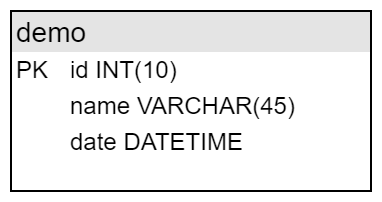 demo
PK id INT(10)
name VARCHAR(45)
date DATETIME